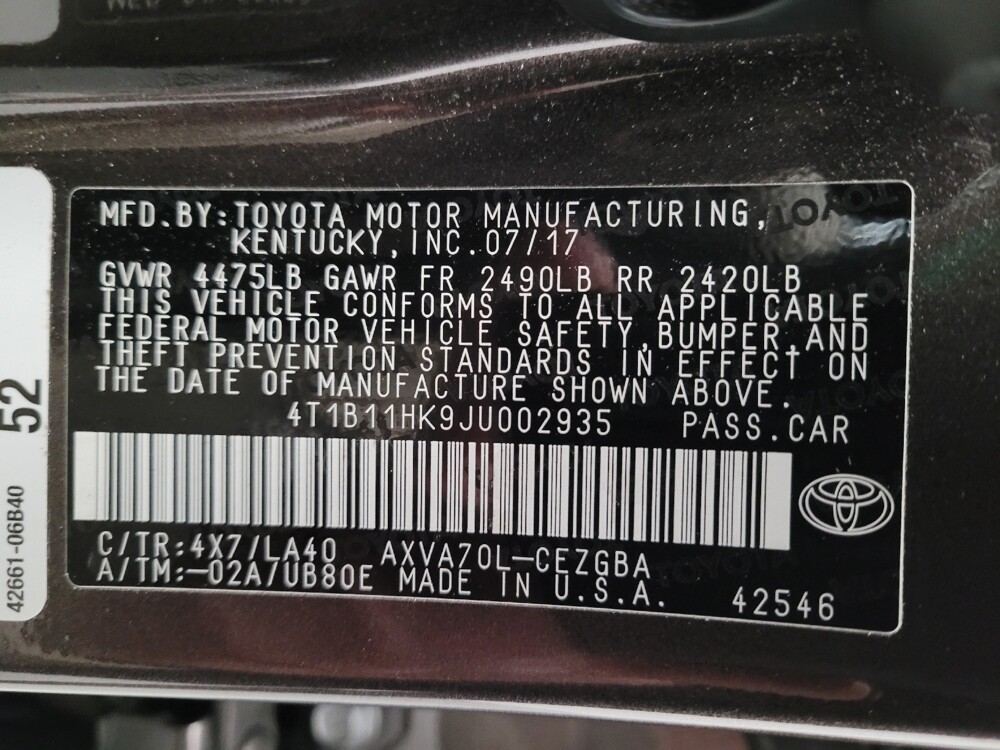 MFD.BY:TOYOTA MOTOR MANUFACTURING,
KENTUCKY,INC.07/17
GVWR 4475LB GAWR FR 2490LB RR 2420LB
THIS VEHICLE CONFORMS TO ALL APPLICABLE
FEDERAL MOTOR VEHICLE SAFETY,BUMPER,AND
THEFT PREVENTION STANDARDS IN EFFECT ON
THE DATE OF MANUFACTURE SHOWN ABOVE.
4T1B11HK9JU002935 PASS.CAR
C/TR:4X7/LA40 AXVA70L-CEZGBA
A/TM:-02A/UB80E MADE IN U.S.A. 42546
52
42661-06B40